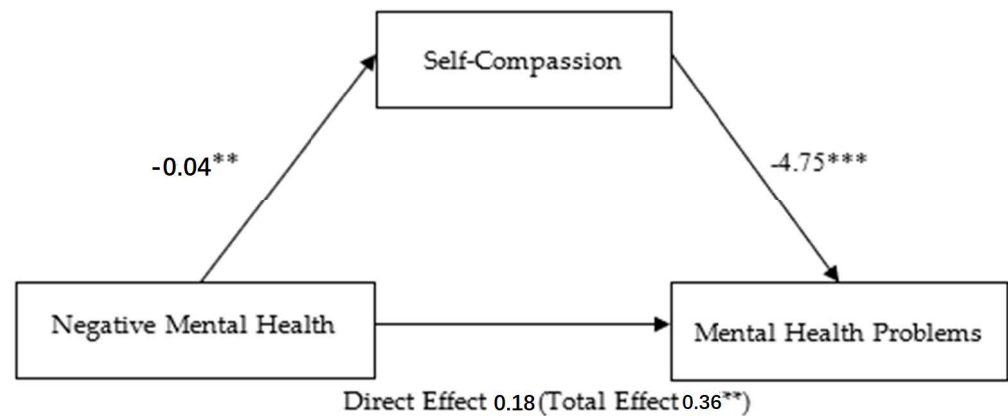 Self-Compassion
-0.04**
-4.75***
Negative Mental Health
Mental Health Problems
Direct Effect 0.18 (Total Effect 0.36**)